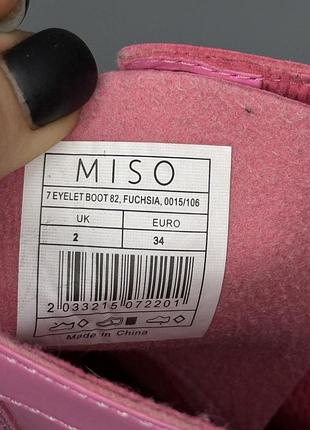 MISO
7 EYELET BOOT 82, FUCHSIA, 0015/106
UK EURO
2 34
2 033215 072201
Made in China